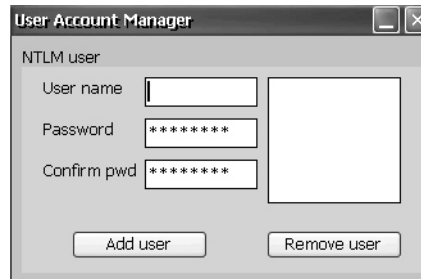 User Account Manager
NTLM user
User name
Password ********
Confirm pwd ********
Add user Remove user